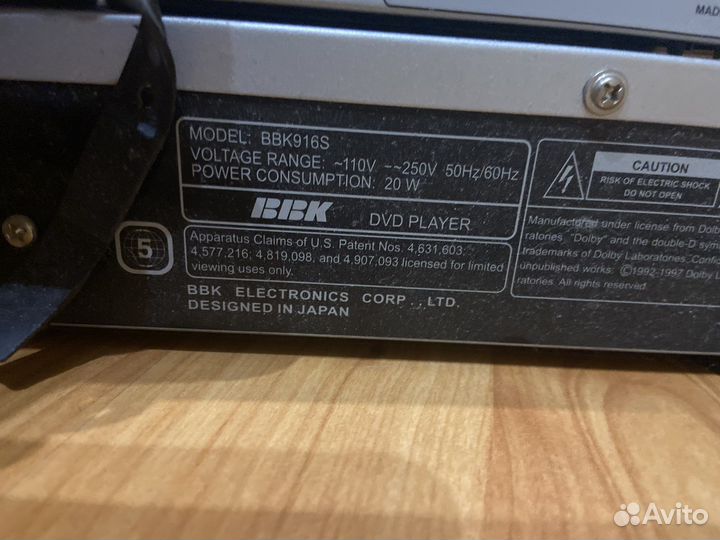 MAD
MODEL: BBK916S
VOLTAGE RANGE: ~110V -~250V 50Hz/60Hz
POWER CONSUMPTION: 20 W
BBK DVD PLAYER
5
Apparatus Claims of U.S. Patent Nos. 4,631,603;
4,577,216; 4,819,098, and 4,907,093 licensed for limited
viewing uses only.
BBK ELECTRONICS CORP .,LTD.
DESIGNED IN JAPAN
CAUTION
RISK OF ELECTRIC SHOCK
DO NOT OPEN
Manufactured under license from Dolb
ratories. "Dolby" and the double-D sym
trademarks of Dolby Laboratories. Confid
unpublished works. ©1992-1997 Dolby L
ratories. All rights reserved.
Avito